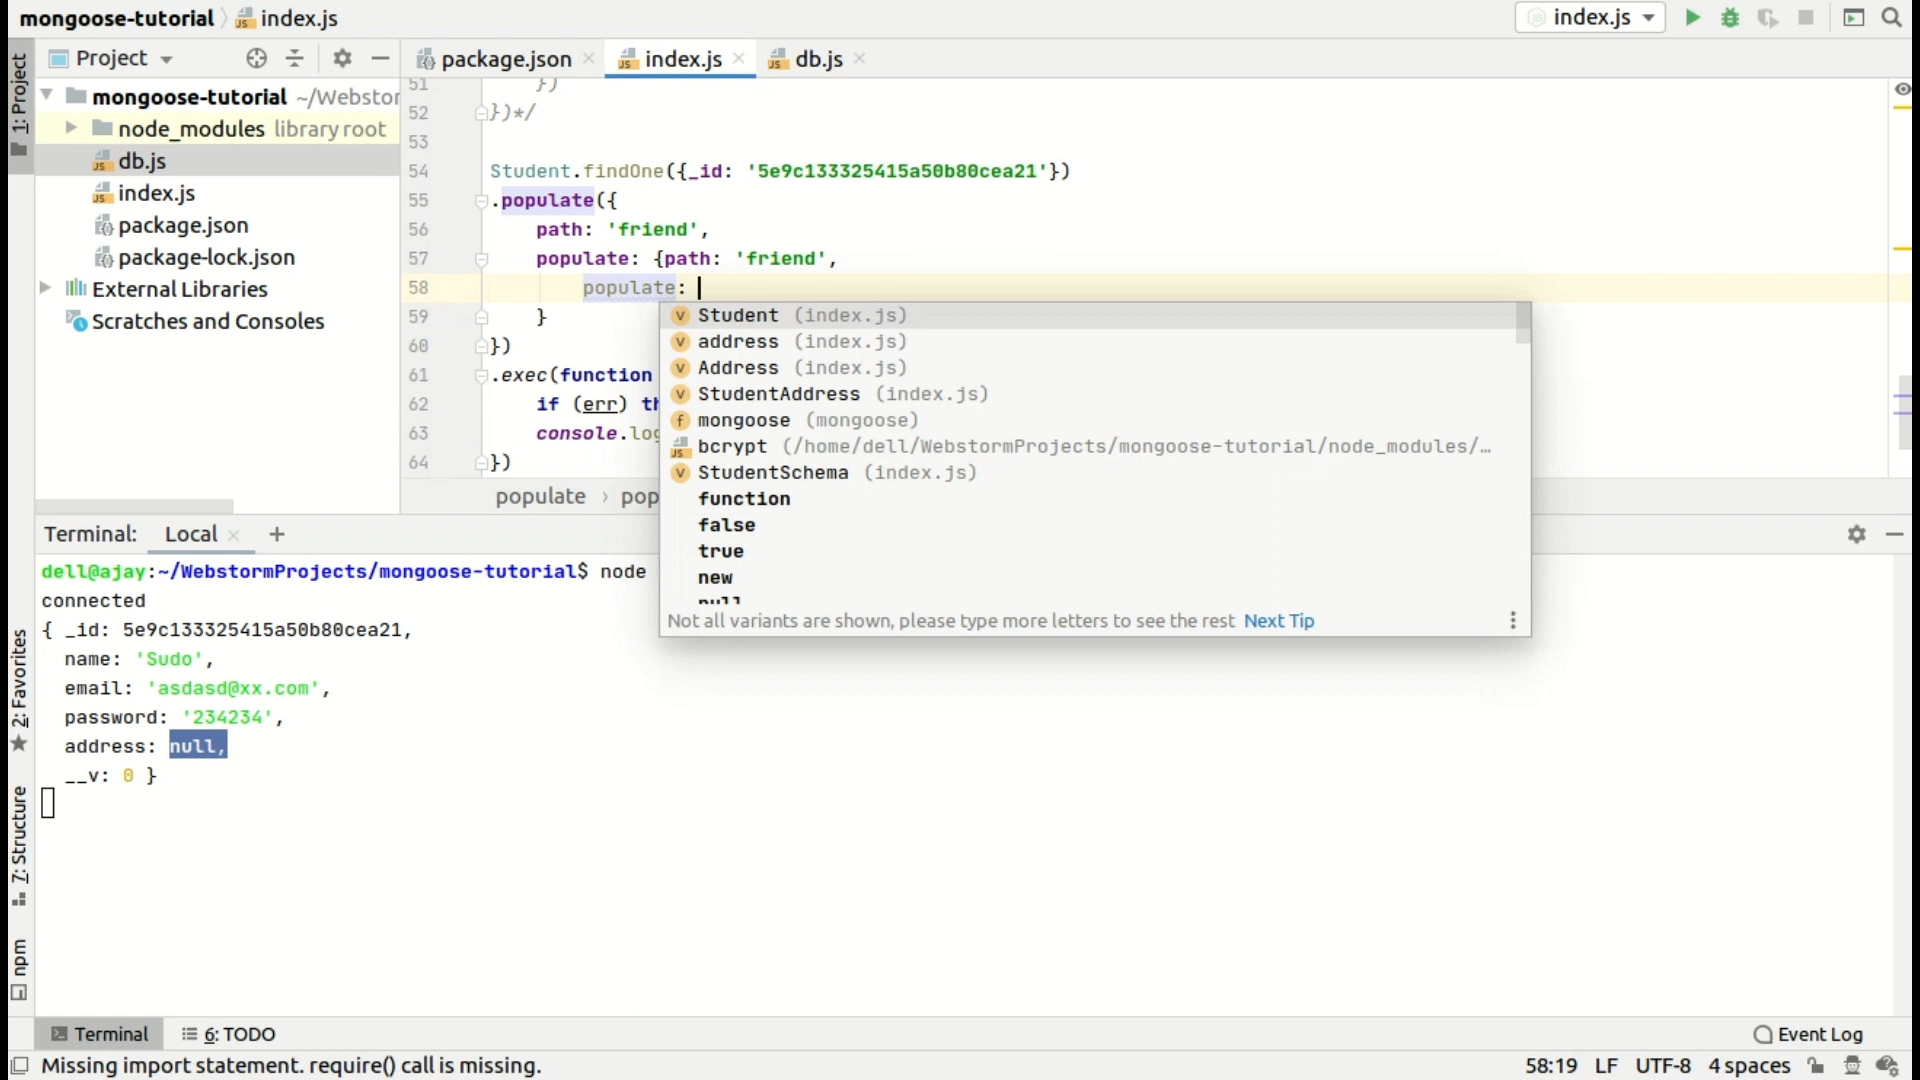 mongoose-tutorial index.js index.js
1: Project
Project
package.json index.js db.js
mongoose-tutorial ~/Webstor
node_modules library root
db.js
index.js
package.json
package-lock.json
External Libraries
Scratches and Consoles
51 })
52 })*/
53
54 Student.findOne({_id: '5e9c133325415a50b80cea21'})
55 .populate({
56 path: 'friend',
57 populate: {path: 'friend',
58 populate:
59 }
60 })
61 .exec(function
62 if (err) th
63 console.log
64 })
populate › pop
Student (index.js)
address (index.js)
Address (index.js)
StudentAddress (index.js)
mongoose (mongoose)
bcrypt (/home/dell/WebstormProjects/mongoose-tutorial/node_modules/…
StudentSchema (index.js)
function
false
true
new
null
Not all variants are shown, please type more letters to see the rest Next Tip
Terminal: Local +
dell@ajay:~/WebstormProjects/mongoose-tutorial$ node
connected
{ _id: 5e9c133325415a50b80cea21,
name: 'Sudo',
email: 'asdasd@xx.com',
password: '234234',
address: null,
__v: 0 }
2: Favorites
7: Structure
npm
Terminal 6: TODO Event Log
Missing import statement. require() call is missing. 58:19 LF UTF-8 4 spaces